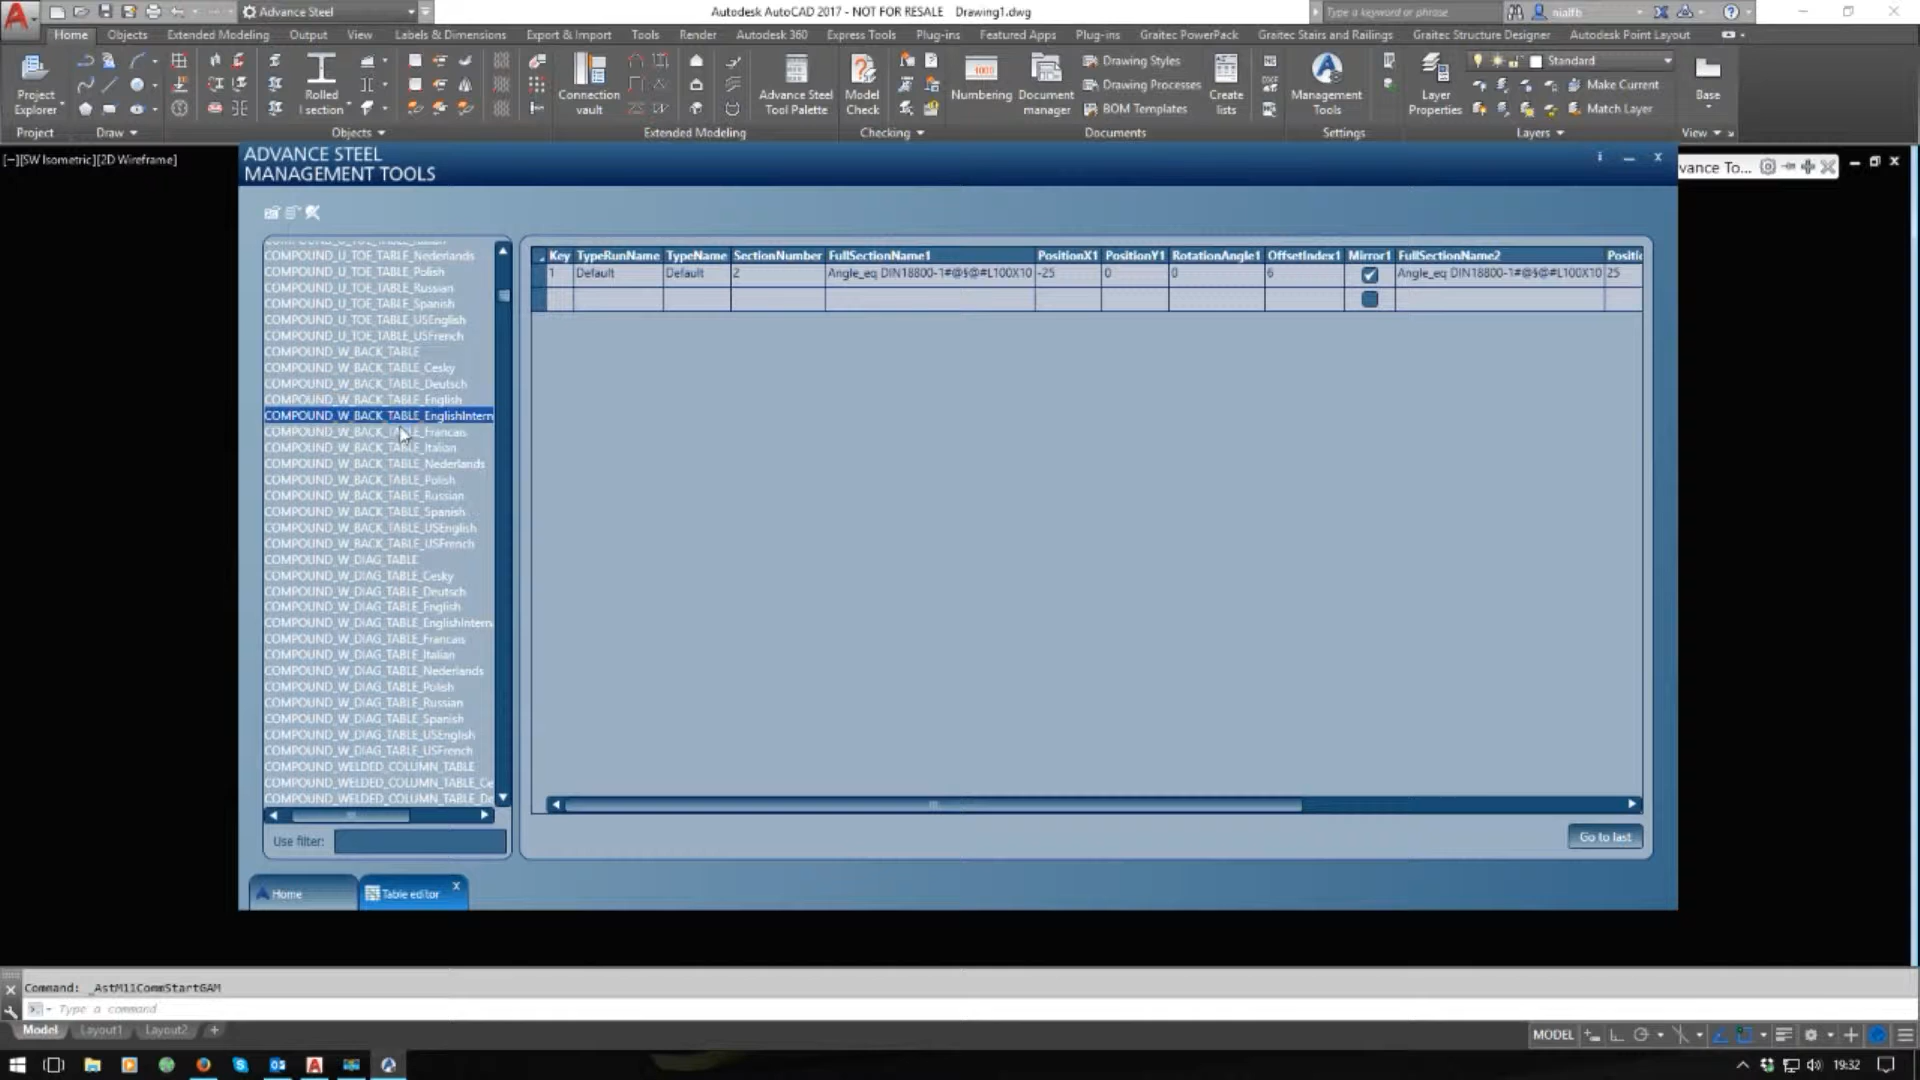 Advance Steel
Autodesk AutoCAD 2017 - NOT FOR RESALE Drawing1.dwg
Type a keyword or phrase
nialfb
Home Objects Extended Modeling Output View Labels & Dimensions Export & Import Tools Render Autodesk 360 Express Tools Plug-ins Featured Apps Plug-ins Graitec PowerPack Graitec Stairs and Railings Graitec Structure Designer Autodesk Point Layout
Project Explorer
Rolled I section
Connection vault
Advance Steel Tool Palette
Model Check
Numbering
Document manager
Drawing Styles
Drawing Processes
BOM Templates
Create lists
Management Tools
Layer Properties
Standard
Make Current
Match Layer
Base
Project Draw Objects Extended Modeling Checking Documents Settings Layers View
[−][SW Isometric][2D Wireframe]
ADVANCE STEEL
MANAGEMENT TOOLS
vance To...
COMPOUND_U_TOE_TABLE_Italian
COMPOUND_U_TOE_TABLE_Nederlands
COMPOUND_U_TOE_TABLE_Polish
COMPOUND_U_TOE_TABLE_Russian
COMPOUND_U_TOE_TABLE_Spanish
COMPOUND_U_TOE_TABLE_USEnglish
COMPOUND_U_TOE_TABLE_USFrench
COMPOUND_W_BACK_TABLE
COMPOUND_W_BACK_TABLE_Cesky
COMPOUND_W_BACK_TABLE_Deutsch
COMPOUND_W_BACK_TABLE_English
COMPOUND_W_BACK_TABLE_EnglishIntern
COMPOUND_W_BACK_TABLE_Francais
COMPOUND_W_BACK_TABLE_Italian
COMPOUND_W_BACK_TABLE_Nederlands
COMPOUND_W_BACK_TABLE_Polish
COMPOUND_W_BACK_TABLE_Russian
COMPOUND_W_BACK_TABLE_Spanish
COMPOUND_W_BACK_TABLE_USEnglish
COMPOUND_W_BACK_TABLE_USFrench
COMPOUND_W_DIAG_TABLE
COMPOUND_W_DIAG_TABLE_Cesky
COMPOUND_W_DIAG_TABLE_Deutsch
COMPOUND_W_DIAG_TABLE_English
COMPOUND_W_DIAG_TABLE_EnglishIntern
COMPOUND_W_DIAG_TABLE_Francais
COMPOUND_W_DIAG_TABLE_Italian
COMPOUND_W_DIAG_TABLE_Nederlands
COMPOUND_W_DIAG_TABLE_Polish
COMPOUND_W_DIAG_TABLE_Russian
COMPOUND_W_DIAG_TABLE_Spanish
COMPOUND_W_DIAG_TABLE_USEnglish
COMPOUND_W_DIAG_TABLE_USFrench
COMPOUND_WELDED_COLUMN_TABLE
COMPOUND_WELDED_COLUMN_TABLE_Ce
COMPOUND_WELDED_COLUMN_TABLE_De
Use filter:
Key TypeRunName TypeName SectionNumber FullSectionName1 PositionX1 PositionY1 RotationAngle1 OffsetIndex1 Mirror1 FullSectionName2 Positic
1 Default Default 2 Angle_eq DIN18800-1#@§@#L100X10 -25 0 0 6 Angle_eq DIN18800-1#@§@#L100X10 25
Go to last
Home Table editor
Command: _AstM11CommStartGAM
Type a command
Model Layout1 Layout2 +
MODEL
19:32